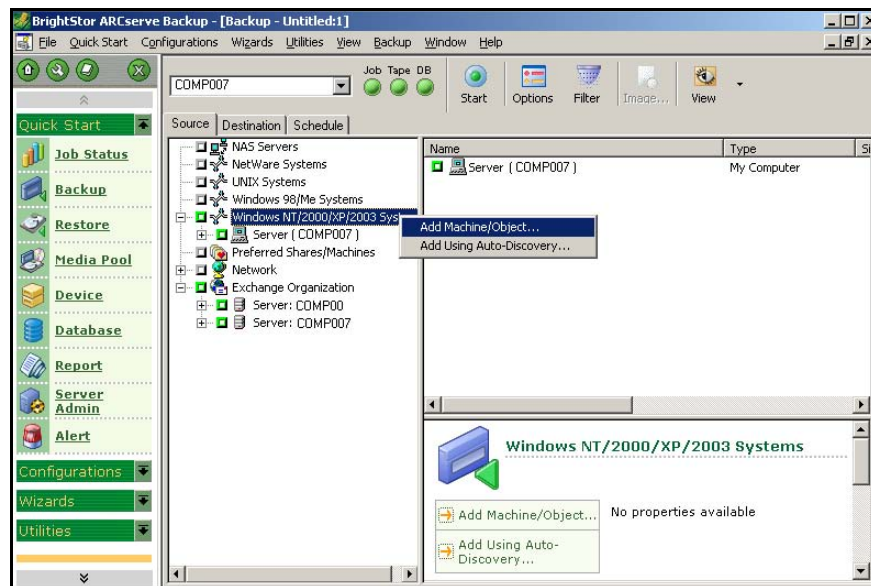 BrightStor ARCserve Backup - [Backup - Untitled:1]
File Quick Start Configurations Wizards Utilities View Backup Window Help
COMP007
Job Tape DB
Start Options Filter Image... View
Quick Start
Job Status
Backup
Restore
Media Pool
Device
Database
Report
Server Admin
Alert
Configurations
Wizards
Utilities
Source Destination Schedule
NAS Servers
NetWare Systems
UNIX Systems
Windows 98/Me Systems
Windows NT/2000/XP/2003 Sys
Server ( COMP007 )
Preferred Shares/Machines
Network
Exchange Organization
Server: COMP00
Server: COMP007
Add Machine/Object...
Add Using Auto-Discovery...
Name Type Si
Server ( COMP007 ) My Computer
Windows NT/2000/XP/2003 Systems
Add Machine/Object...
Add Using Auto-
Discovery...
No properties available